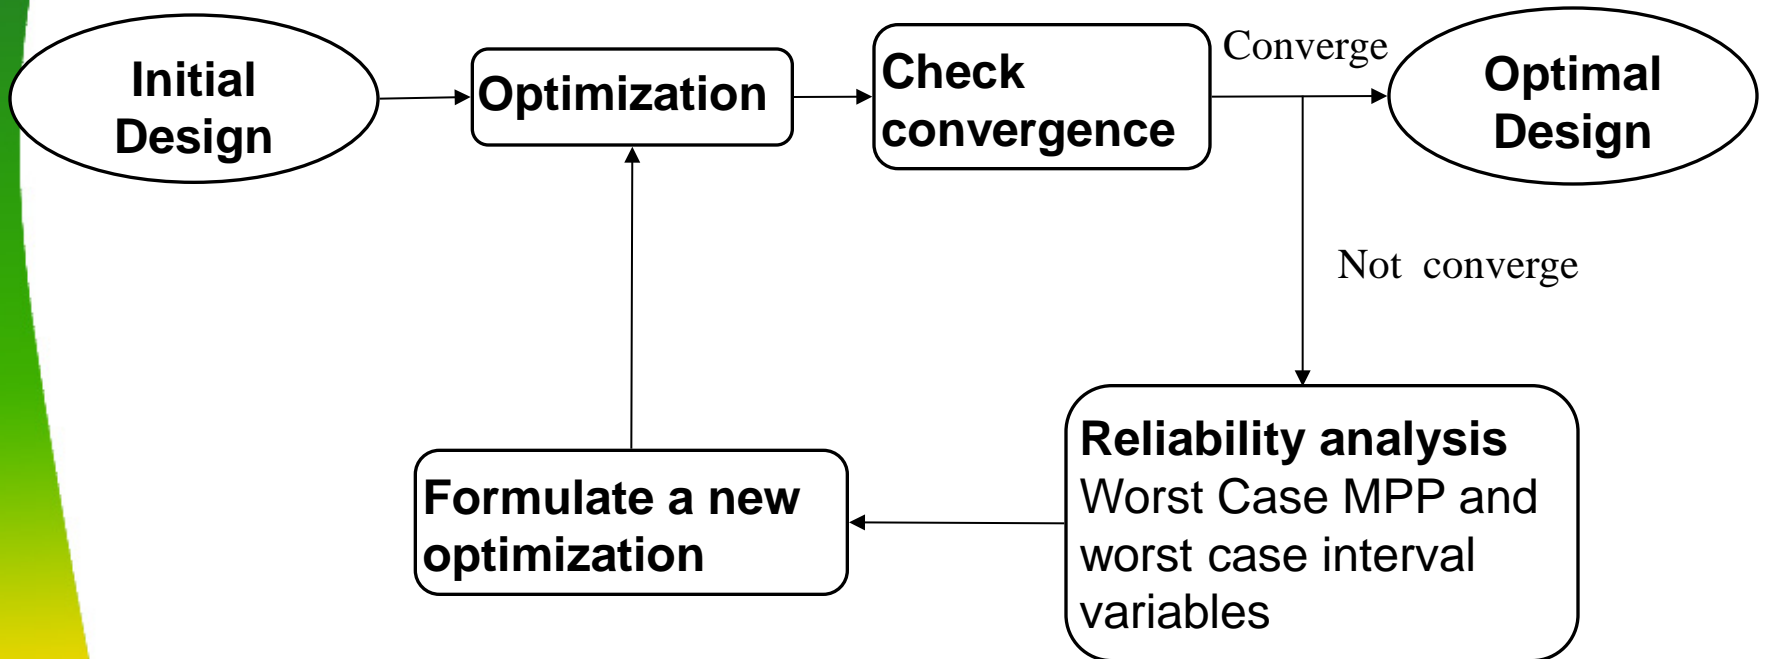 Initial
Design
Optimization
Check
convergence
Converge
Optimal
Design
Not converge
Reliability analysis
Worst Case MPP and
worst case interval
variables
Formulate a new
optimization